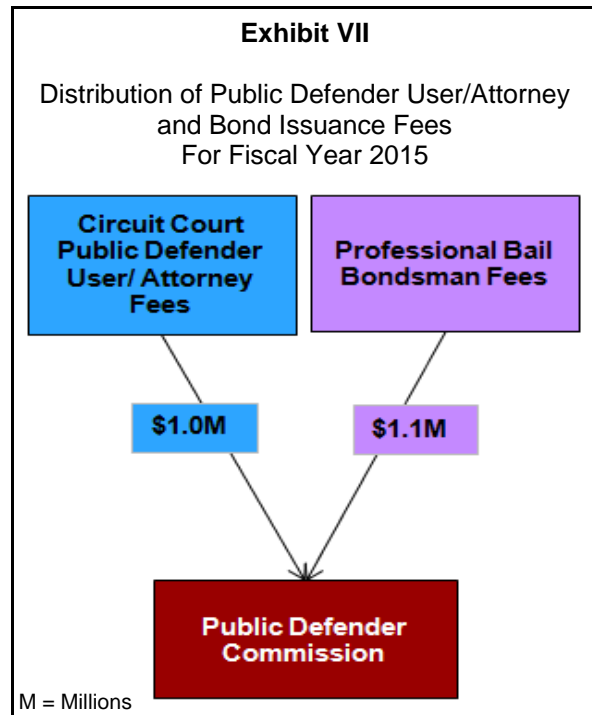 Exhibit VII
Distribution of Public Defender User/Attorney
and Bond Issuance Fees
For Fiscal Year 2015
Circuit Court
Public Defender
User/ Attorney
Fees
Professional Bail
Bondsman Fees
$1.0M
$1.1M
Public Defender
Commission
M = Millions